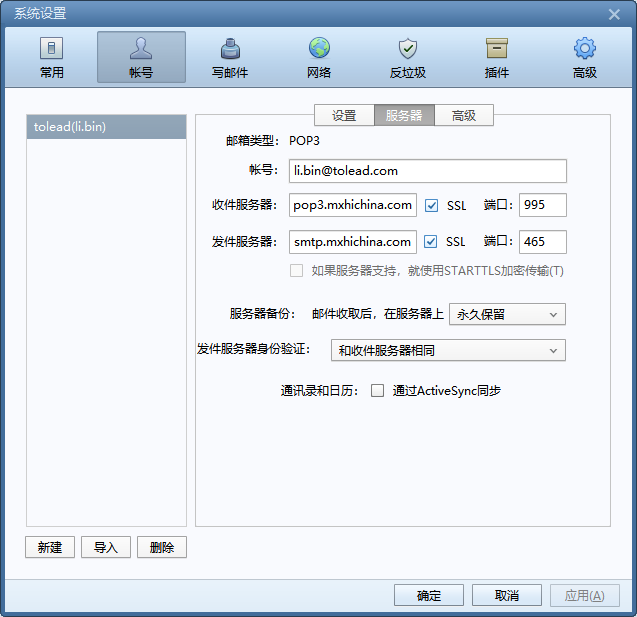 系统设置
常用 帐号 写邮件 网络 反垃圾 插件 高级
tolead(li.bin)
设置 服务器 高级
邮箱类型: POP3
帐号: li.bin@tolead.com
收件服务器: pop3.mxhichina.com SSL 端口: 995
发件服务器: smtp.mxhichina.com SSL 端口: 465
如果服务器支持，就使用STARTTLS加密传输(T)
服务器备份: 邮件收取后，在服务器上 永久保留
发件服务器身份验证: 和收件服务器相同
通讯录和日历: 通过ActiveSync同步
新建 导入 删除
确定 取消 应用(A)